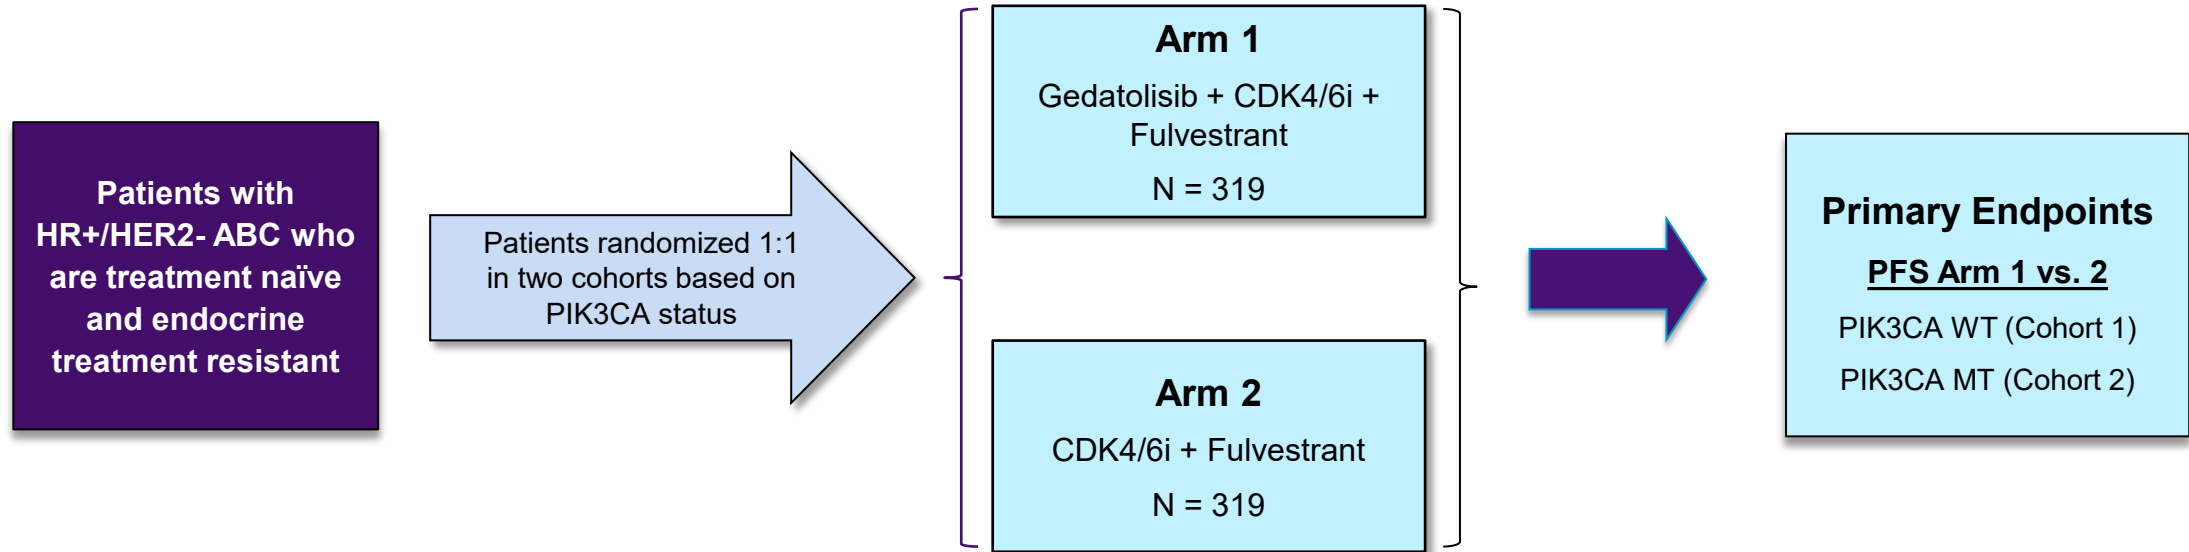 Patients with
HR+/HER2- ABC who
are treatment naïve
and endocrine
treatment resistant
Patients randomized 1:1
in two cohorts based on
PIK3CA status
Arm 1
Gedatolisib + CDK4/6i +
Fulvestrant
N = 319
Arm 2
CDK4/6i + Fulvestrant
N = 319
Primary Endpoints
PFS Arm 1 vs. 2
PIK3CA WT (Cohort 1)
PIK3CA MT (Cohort 2)